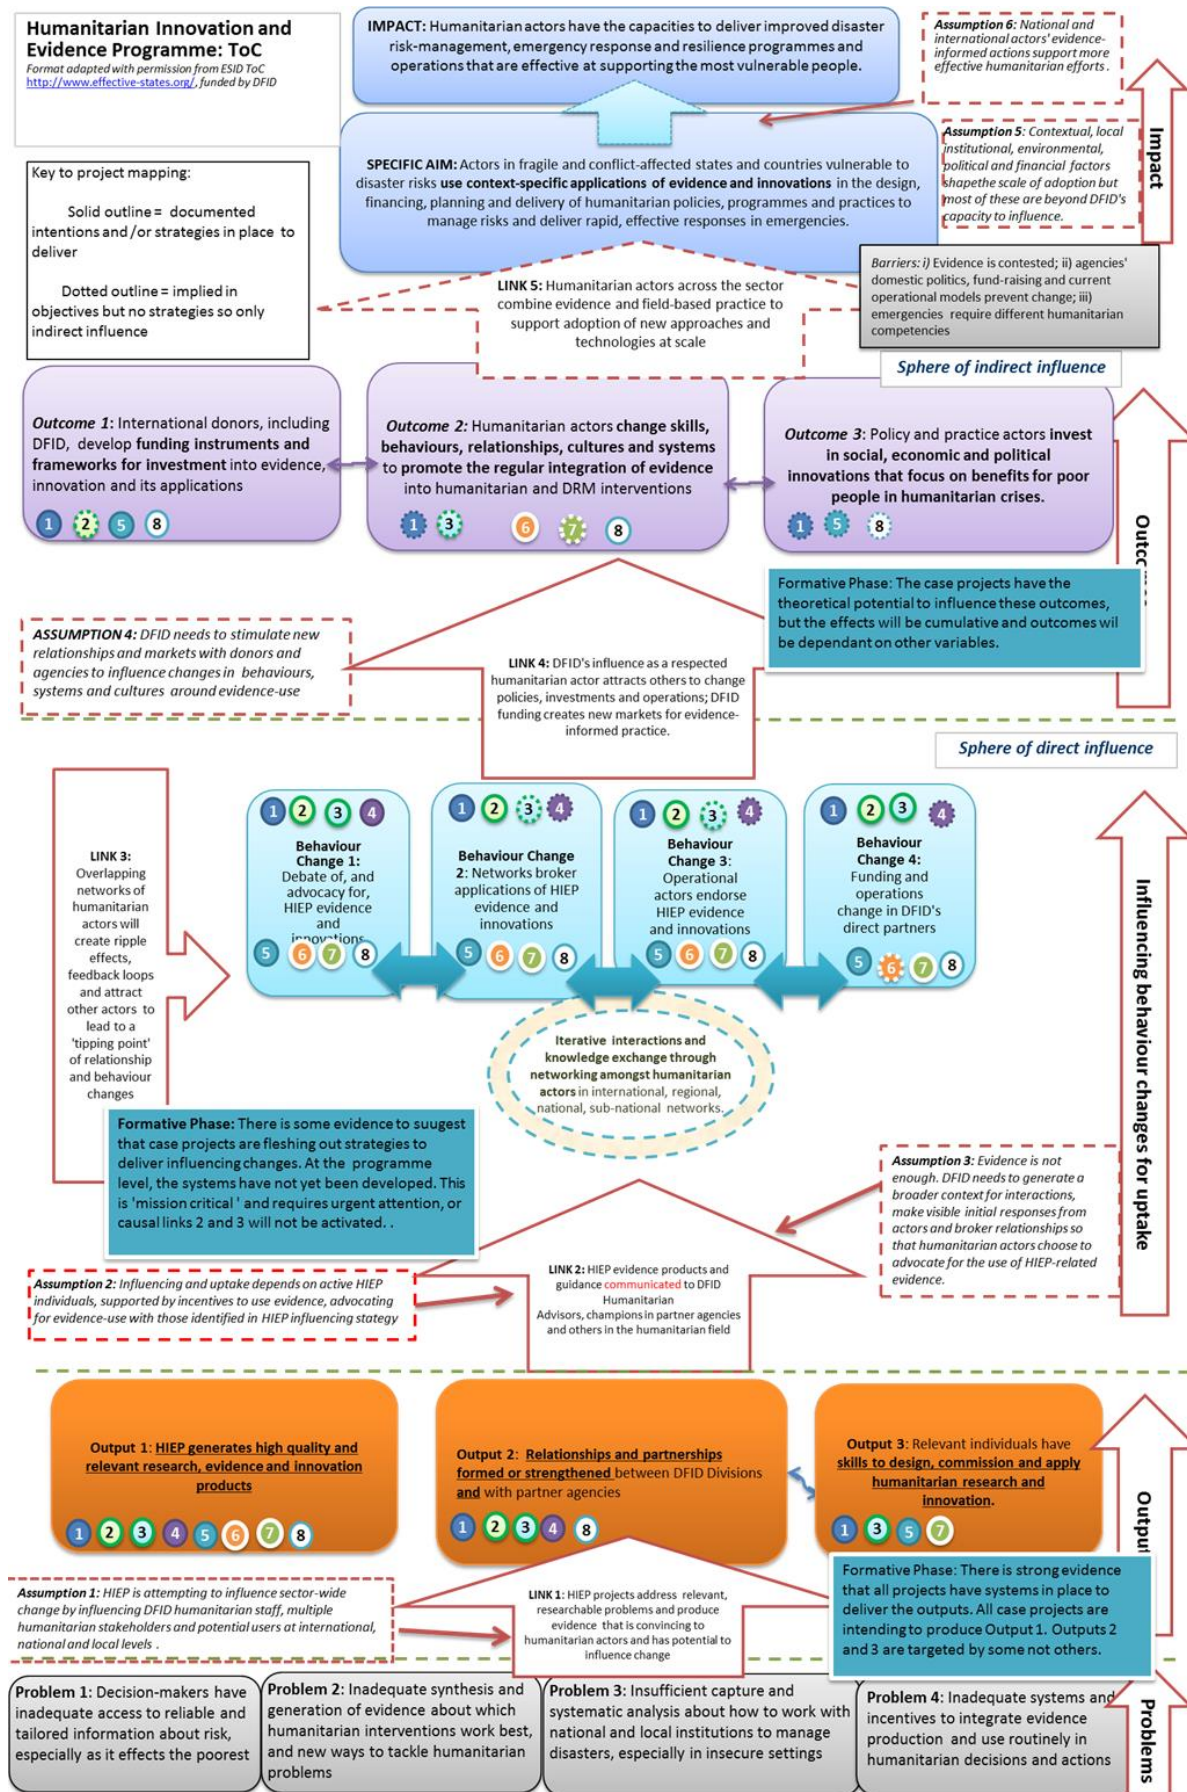 Humanitarian Innovation and
Evidence Programme: ToC
Format adapted with permission from ESID ToC
http://www.effective-states.org/, funded by DFID
IMPACT: Humanitarian actors have the capacities to deliver improved disaster
risk-management, emergency response and resilience programmes and
operations that are effective at supporting the most vulnerable people.
Assumption 6: National and
international actors' evidence-
informed actions support more
effective humanitarian efforts .
Impact
SPECIFIC AIM: Actors in fragile and conflict-affected states and countries vulnerable to
disaster risks use context-specific applications of evidence and innovations in the design,
financing, planning and delivery of humanitarian policies, programmes and practices to
manage risks and deliver rapid, effective responses in emergencies.
Assumption 5: Contextual, local
institutional, environmental,
political and financial factors
shapethe scale of adoption but
most of these are beyond DFID's
capacity to influence.
Key to project mapping:
Solid outline = documented
intentions and /or strategies in place to
deliver
Dotted outline = implied in
objectives but no strategies so only
indirect influence
LINK 5: Humanitarian actors across the sector
combine evidence and field-based practice to
support adoption of new approaches and
technologies at scale
Barriers: i) Evidence is contested; ii) agencies'
domestic politics, fund-raising and current
operational models prevent change; iii)
emergencies require different humanitarian
competencies
Sphere of indirect influence
Outcome 1: International donors, including
DFID, develop funding instruments and
frameworks for investment into evidence,
innovation and its applications
1 2 5 8
Outcome 2: Humanitarian actors change skills,
behaviours, relationships, cultures and systems
to promote the regular integration of evidence
into humanitarian and DRM interventions
1 3 6 7 8
Outcome 3: Policy and practice actors invest
in social, economic and political
innovations that focus on benefits for poor
people in humanitarian crises.
1 5 8
Formative Phase: The case projects have the
theoretical potential to influence these outcomes,
but the effects will be cumulative and outcomes wil
be dependant on other variables.
ASSUMPTION 4: DFID needs to stimulate new
relationships and markets with donors and
agencies to influence changes in behaviours,
systems and cultures around evidence-use
LINK 4: DFID's influence as a respected
humanitarian actor attracts others to change
policies, investments and operations; DFID
funding creates new markets for evidence-
informed practice.
Sphere of direct influence
LINK 3:
Overlapping
networks of
humanitarian
actors will
create ripple
effects,
feedback loops
and attract
other actors to
lead to a
'tipping point'
of relationship
and behaviour
changes
1 2 3 4
Behaviour
Change 1:
Debate of, and
advocacy for,
HIEP evidence
and
innovations
5 6 7 8
1 2 3 4
Behaviour Change
2: Networks broker
applications of HIEP
evidence and
innovations
5 6 7 8
1 2 3 4
Behaviour
Change 3:
Operational
actors endorse
HIEP evidence
and innovations
5 6 7 8
1 2 3 4
Behaviour
Change 4:
Funding and
operations
change in DFID's
direct partners
5 6 7 8
Influencing behaviour changes for uptake
Iterative interactions and
knowledge exchange through
networking amongst humanitarian
actors in international, regional,
national, sub-national networks.
Formative Phase: There is some evidence to suugest
that case projects are fleshing out strategies to
deliver influencing changes. At the programme
level, the systems have not yet been developed. This
is 'mission critical ' and requires urgent attention, or
causal links 2 and 3 will not be activated. .
Assumption 3: Evidence is not
enough. DFID needs to generate a
broader context for interactions,
make visible initial responses from
actors and broker relationships so
that humanitarian actors choose to
advocate for the use of HIEP-related
evidence.
Assumption 2: Influencing and uptake depends on active HIEP
individuals, supported by incentives to use evidence, advocating
for evidence-use with those identified in HIEP influencing stategy
LINK 2: HIEP evidence products and
guidance communicated to DFID
Humanitarian
Advisors, champions in partner agencies
and others in the humanitarian field
Output 1: HIEP generates high quality and
relevant research, evidence and innovation
products
1 2 3 4 5 6 7 8
Output 2: Relationships and partnerships
formed or strengthened between DFID Divisions
and with partner agencies
1 2 3 4 8
Output 3: Relevant individuals have
skills to design, commission and apply
humanitarian research and
innovation.
1 3 5 7
Assumption 1: HIEP is attempting to influence sector-wide
change by influencing DFID humanitarian staff, multiple
humanitarian stakeholders and potential users at international,
national and local levels .
LINK 1: HIEP projects address relevant,
researchable problems and produce
evidence that is convincing to
humanitarian actors and has potential to
influence change
Formative Phase: There is strong evidence
that all projects have systems in place to
deliver the outputs. All case projects are
intending to produce Output 1. Outputs 2
and 3 are targeted by some not others.
Problem 1: Decision-makers have
inadequate access to reliable and
tailored information about risk,
especially as it effects the poorest
Problem 2: Inadequate synthesis and
generation of evidence about which
humanitarian interventions work best,
and new ways to tackle humanitarian
problems
Problem 3: Insufficient capture and
systematic analysis about how to work with
national and local institutions to manage
disasters, especially in insecure settings
Problem 4: Inadequate systems and
incentives to integrate evidence
production and use routinely in
humanitarian decisions and actions
Problems